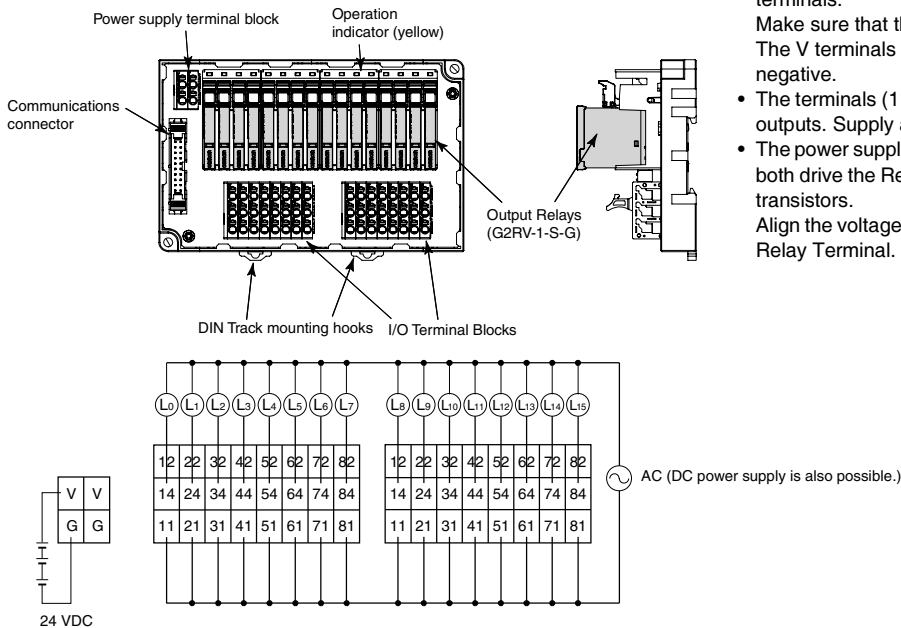 Power supply terminal block
Operation
indicator (yellow)
Communications
connector
Output Relays
(G2RV-1-S-G)
DIN Track mounting hooks
I/O Terminal Blocks
terminals.
Make sure that th
The V terminals
negative.
• The terminals (1
outputs. Supply a
• The power suppl
both drive the Re
transistors.
Align the voltage
Relay Terminal.
L0 L1 L2 L3 L4 L5 L6 L7 L8 L9 L10 L11 L12 L13 L14 L15
12 22 32 42 52 62 72 82 12 22 32 42 52 62 72 82
14 24 34 44 54 64 74 84 14 24 34 44 54 64 74 84
11 21 31 41 51 61 71 81 11 21 31 41 51 61 71 81
AC (DC power supply is also possible.)
V V
G G
24 VDC